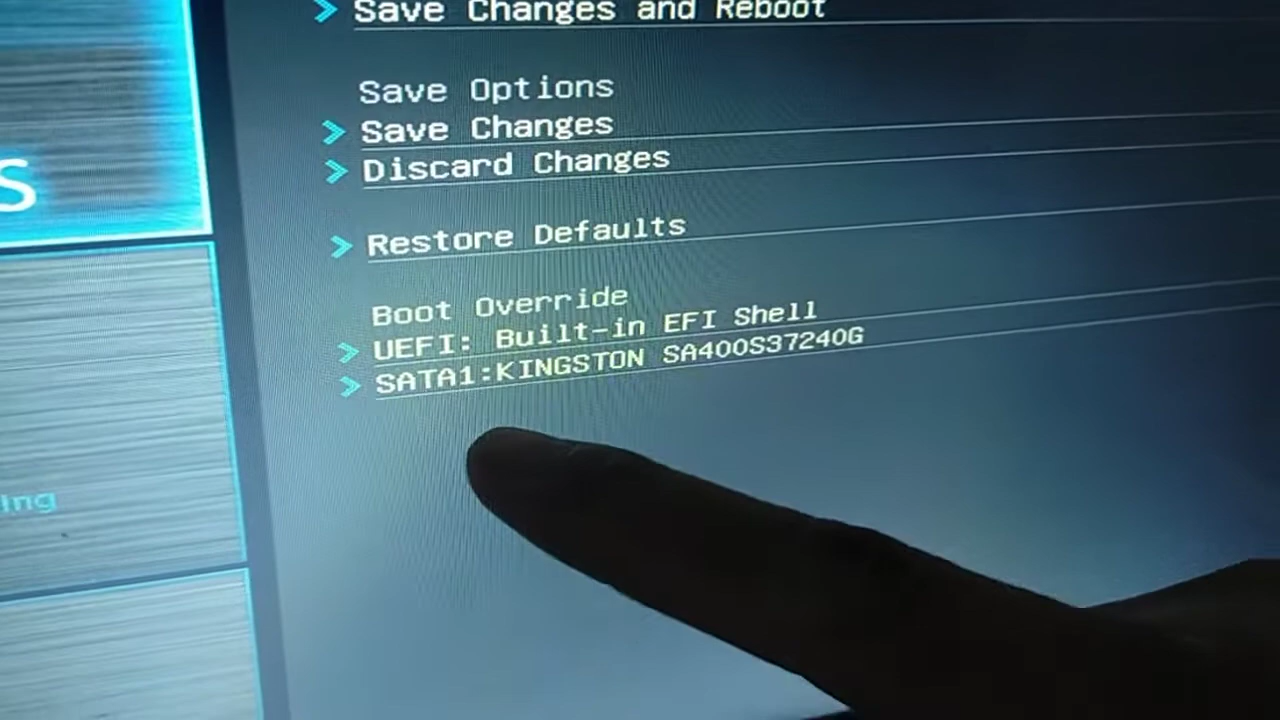 Save Changes and Reboot
Save Options
Save Changes
Discard Changes
Restore Defaults
Boot Override
UEFI: Built-in EFI Shell
SATA1:KINGSTON SA400S37240G
S
ing